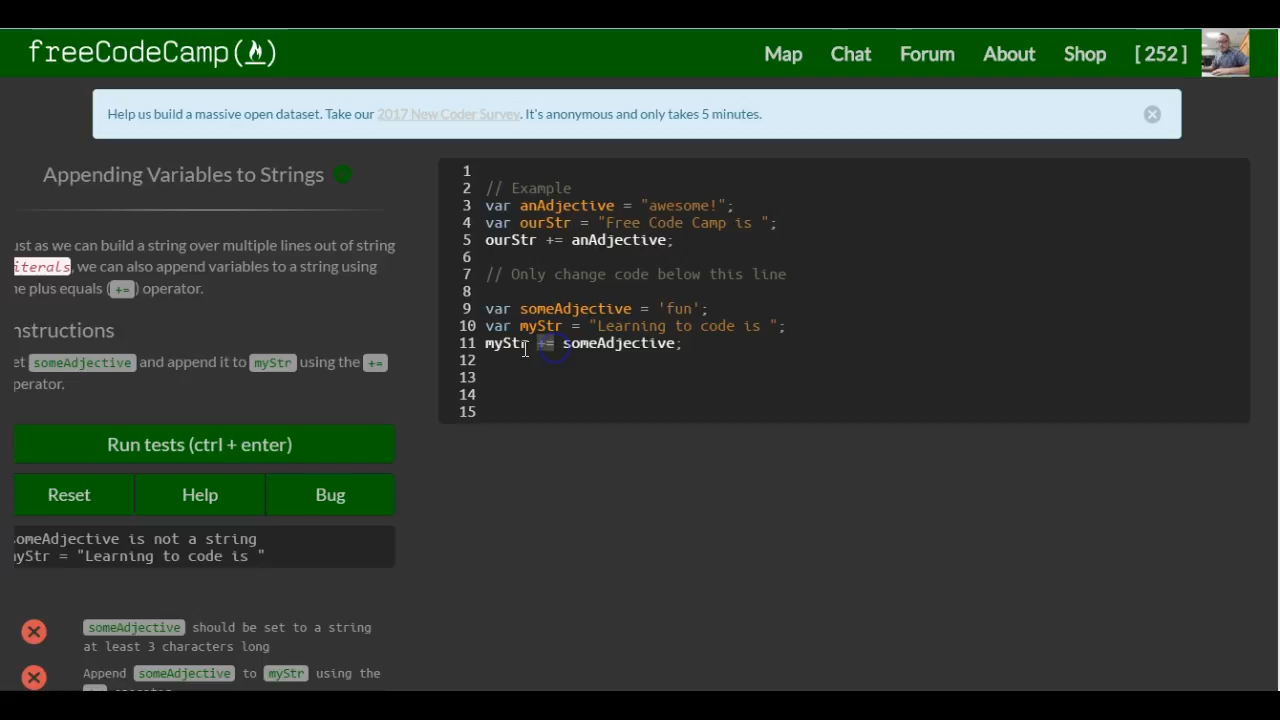 freeCodeCamp(🔥)
Map Chat Forum About Shop [ 252 ]
Help us build a massive open dataset. Take our 2017 New Coder Survey. It's anonymous and only takes 5 minutes.
Appending Variables to Strings
ust as we can build a string over multiple lines out of string
iterals, we can also append variables to a string using
he plus equals ( += ) operator.
nstructions
et someAdjective and append it to myStr using the +=
perator.
Run tests (ctrl + enter)
Reset Help Bug
omeAdjective is not a string
yStr = "Learning to code is "
someAdjective should be set to a string
at least 3 characters long
Append someAdjective to myStr using the
1
2 // Example
3 var anAdjective = "awesome!";
4 var ourStr = "Free Code Camp is ";
5 ourStr += anAdjective;
6
7 // Only change code below this line
8
9 var someAdjective = 'fun';
10 var myStr = "Learning to code is ";
11 myStr += someAdjective;
12
13
14
15